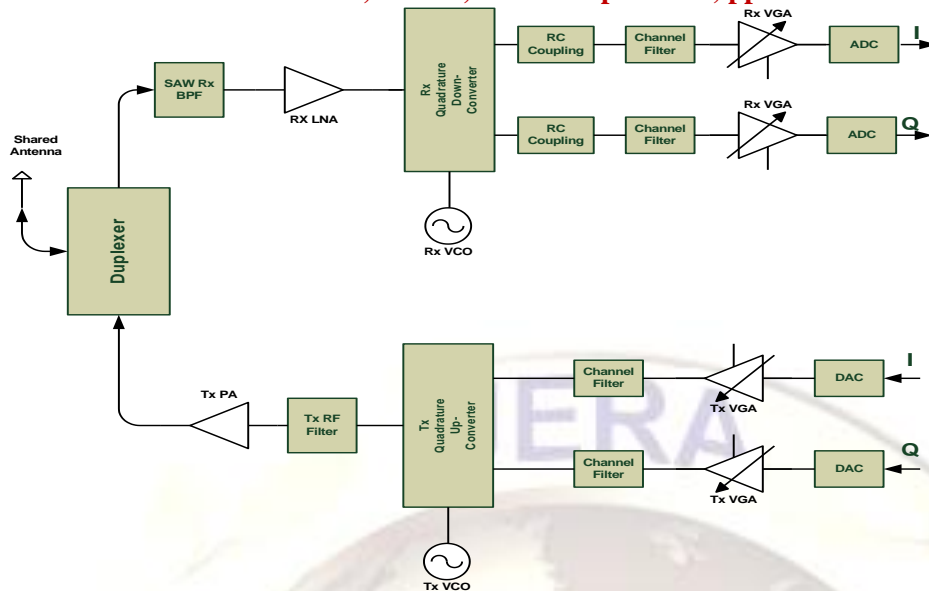 Rx VGA
I
SAW Rx
BPF
RX LNA
Rx
Quadrature
Down-
Converter
RC
Coupling
Channel
Filter
ADC
Rx VGA
Q
RC
Coupling
Channel
Filter
ADC
Shared
Antenna
Duplexer
Rx VCO
Tx PA
Tx RF
Filter
Tx
Quadrature
Up-
Converter
Channel
Filter
Tx VGA
DAC
I
Channel
Filter
Tx VGA
DAC
Q
Tx VCO
IJERA